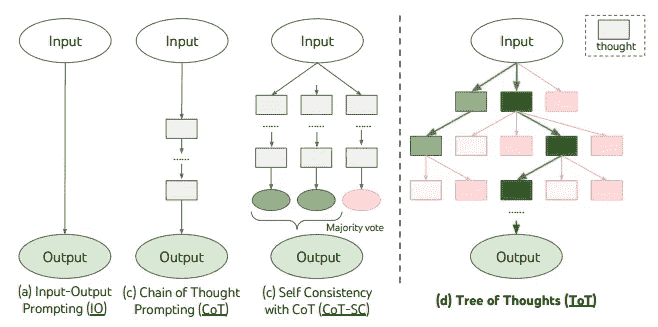 Input
Input
Input
Input
thought
......
......
......
......
......
Majority vote
Output
Output
Output
Output
(a) Input-Output
Prompting (IO)
(c) Chain of Thought
Prompting (CoT)
(c) Self Consistency
with CoT (CoT-SC)
(d) Tree of Thoughts (ToT)